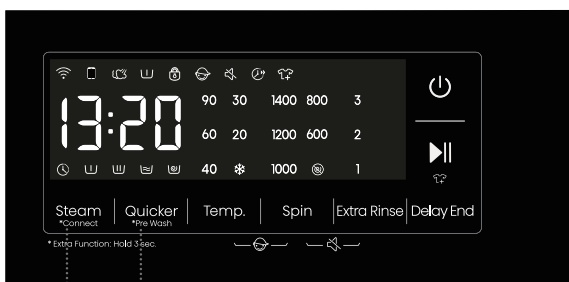 13:20
90 30 1400 800 3
60 20 1200 600 2
40 1000 1
Steam Quicker Temp. Spin Extra Rinse Delay End
*Connect *Pre Wash
* Extra Function: Hold 3 sec.